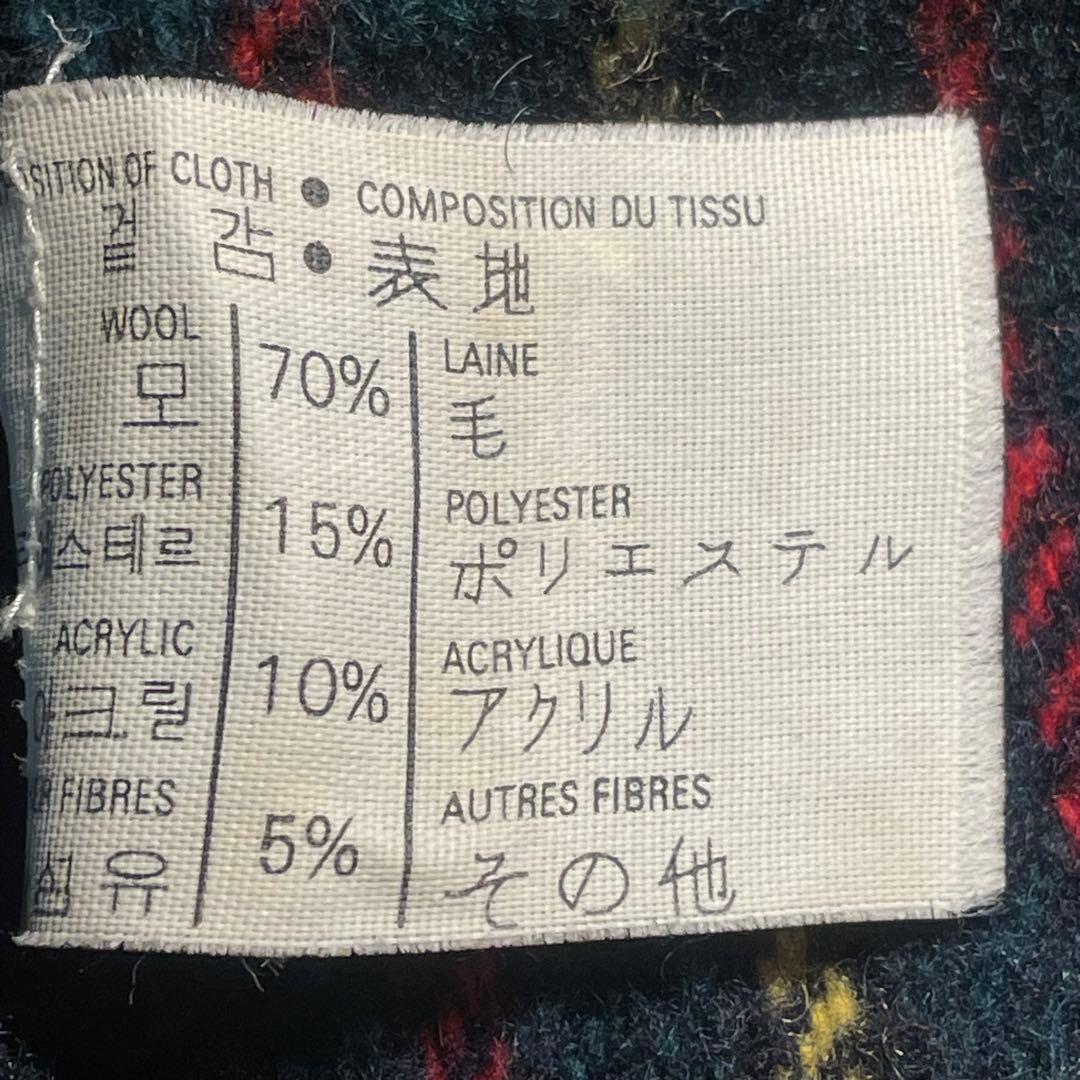 OF CLOTH ● COMPOSITION DU TISSU
겉 감 ● 表地
WOOL 70% LAINE
모 毛
POLYESTER 15% POLYESTER
스테르 ポリエステル
ACRYLIC 10% ACRYLIQUE
아크릴 アクリル
FIBRES 5% AUTRES FIBRES
섬유 その他